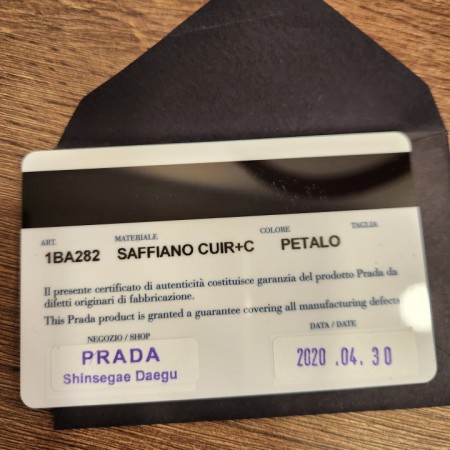 ART. MATERIALE COLORE TAGLIA
1BA282 SAFFIANO CUIR+C PETALO
Il presente certificato di autenticità costituisce garanzia del prodotto Prada da
difetti originari di fabbricazione.
This Prada product is granted a guarantee covering all manufacturing defects
NEGOZIO / SHOP DATA / DATE
PRADA 2020 .04. 30
Shinsegae Daegu